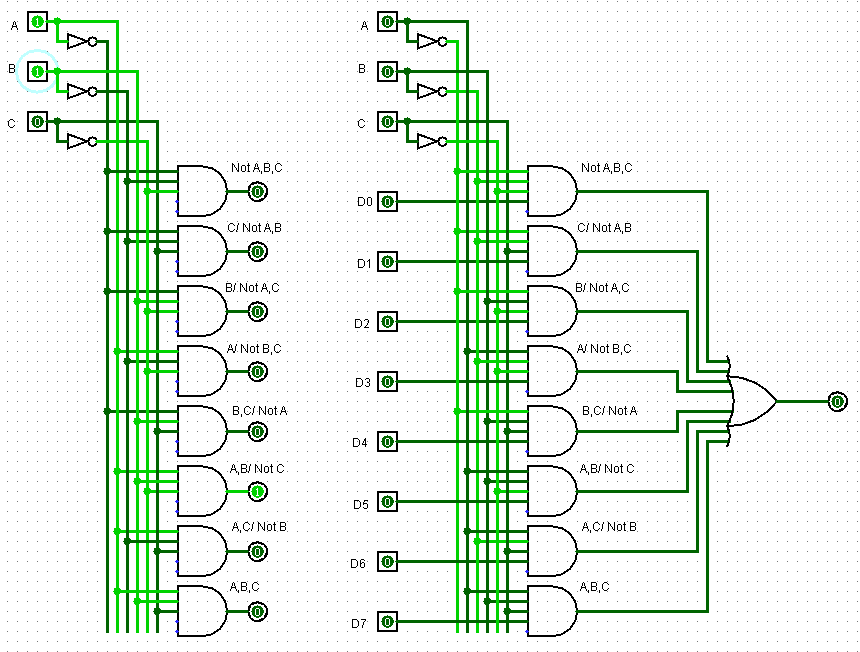 A 1
B 1
C 0
Not A,B,C
0
C/ Not A,B
0
B/ Not A,C
0
A/ Not B,C
0
B,C/ Not A
0
A,B/ Not C
1
A,C/ Not B
0
A,B,C
0
A 0
B 0
C 0
Not A,B,C
D0 0
C/ Not A,B
D1 0
B/ Not A,C
D2 0
A/ Not B,C
D3 0
0
B,C/ Not A
D4 0
A,B/ Not C
D5 0
A,C/ Not B
D6 0
A,B,C
D7 0